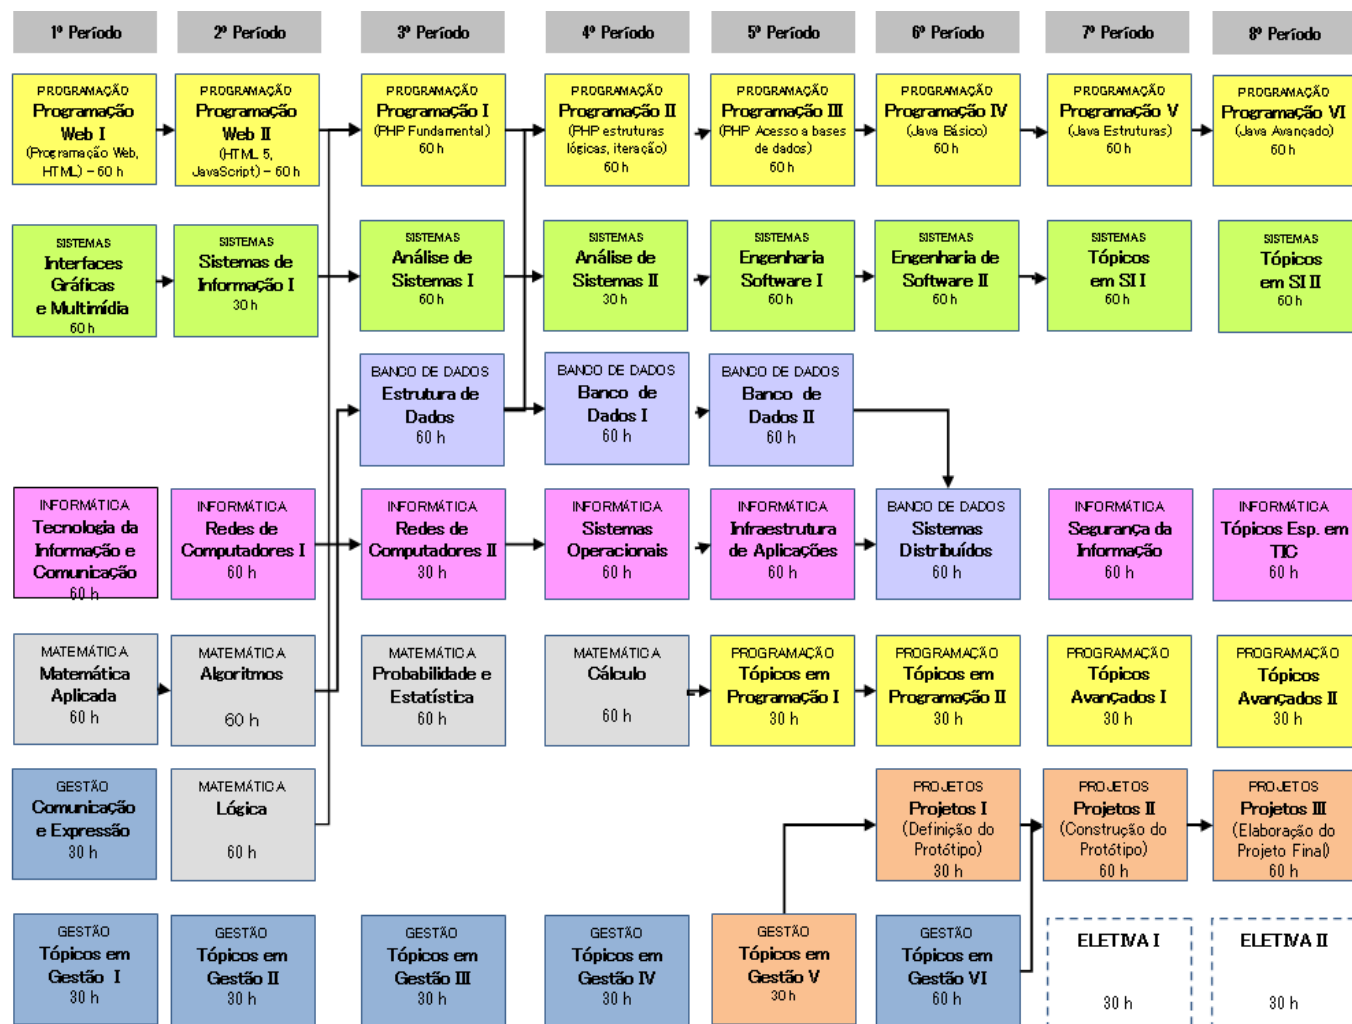 1º Período
2º Período
3º Período
4º Período
5º Período
6º Período
7º Período
8º Período
PROGRAMAÇÃO
Programação
Web I
(Programação Web,
HTML) – 60 h
PROGRAMAÇÃO
Programação
Web II
(HTML 5,
JavaScript) – 60 h
PROGRAMAÇÃO
Programação I
(PHP Fundamental)
60 h
PROGRAMAÇÃO
Programação II
(PHP estruturas
lógicas, iteração)
60 h
PROGRAMAÇÃO
Programação III
(PHP Acesso a bases
de dados)
60 h
PROGRAMAÇÃO
Programação IV
(Java Básico)
60 h
PROGRAMAÇÃO
Programação V
(Java Estruturas)
60 h
PROGRAMAÇÃO
Programação VI
(Java Avançado)
60 h
SISTEMAS
Interfaces
Gráficas
e Multimídia
60 h
SISTEMAS
Sistemas de
Informação I
30 h
SISTEMAS
Análise de
Sistemas I
60 h
SISTEMAS
Análise de
Sistemas II
30 h
SISTEMAS
Engenharia
Software I
60 h
SISTEMAS
Engenharia de
Software II
60 h
SISTEMAS
Tópicos
em SI I
60 h
SISTEMAS
Tópicos
em SI II
60 h
BANCO DE DADOS
Estrutura de
Dados
60 h
BANCO DE DADOS
Banco de
Dados I
60 h
BANCO DE DADOS
Banco de
Dados II
60 h
INFORMÁTICA
Tecnologia da
Informação e
Comunicação
60 h
INFORMÁTICA
Redes de
Computadores I
60 h
INFORMÁTICA
Redes de
Computadores II
30 h
INFORMÁTICA
Sistemas
Operacionais
60 h
INFORMÁTICA
Infraestrutura
de Aplicações
60 h
BANCO DE DADOS
Sistemas
Distribuídos
60 h
INFORMÁTICA
Segurança da
Informação
60 h
INFORMÁTICA
Tópicos Esp. em
TIC
60 h
MATEMÁTICA
Matemática
Aplicada
60 h
MATEMÁTICA
Algoritmos
60 h
MATEMÁTICA
Probabilidade e
Estatística
60 h
MATEMÁTICA
Cálculo
60 h
PROGRAMAÇÃO
Tópicos em
Programação I
30 h
PROGRAMAÇÃO
Tópicos em
Programação II
30 h
PROGRAMAÇÃO
Tópicos
Avançados I
30 h
PROGRAMAÇÃO
Tópicos
Avançados II
30 h
GESTÃO
Comunicação
e Expressão
30 h
MATEMÁTICA
Lógica
60 h
PROJETOS
Projetos I
(Definição do
Protótipo)
30 h
PROJETOS
Projetos II
(Construção do
Protótipo)
60 h
PROJETOS
Projetos III
(Elaboração do
Projeto Final)
60 h
GESTÃO
Tópicos em
Gestão I
30 h
GESTÃO
Tópicos em
Gestão II
30 h
GESTÃO
Tópicos em
Gestão III
30 h
GESTÃO
Tópicos em
Gestão IV
30 h
GESTÃO
Tópicos em
Gestão V
30 h
GESTÃO
Tópicos em
Gestão VI
60 h
ELETIVA I
30 h
ELETIVA II
30 h